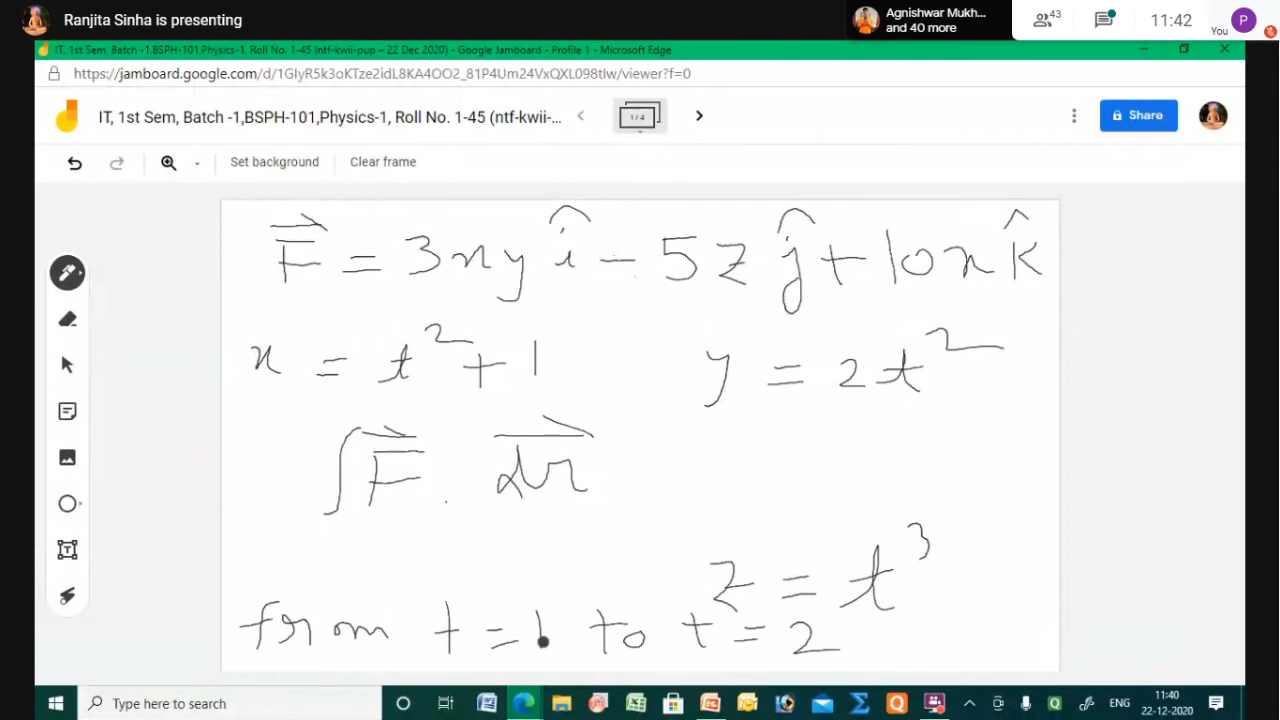 Ranjita Sinha is presenting
Agnishwar Mukh...
and 40 more
43
11:42
You
P
IT, 1st Sem, Batch -1,BSPH-101,Physics-1, Roll No. 1-45 (ntf-kwii-pup – 22 Dec 2020) - Google Jamboard - Profile 1 - Microsoft Edge
https://jamboard.google.com/d/1GIyR5k3oKTze2idL8KA4OO2_81P4Um24VxQXL098tIw/viewer?f=0
IT, 1st Sem, Batch -1,BSPH-101,Physics-1, Roll No. 1-45 (ntf-kwii-...
1/4
Share
Set background
Clear frame
F⃗ = 3xy î − 5z ĵ + 10x k̂
x = t² + 1 y = 2t²
∫F⃗ . d⃗r
z = t³
from t = 1 to t = 2
Type here to search
ENG
11:40
22-12-2020